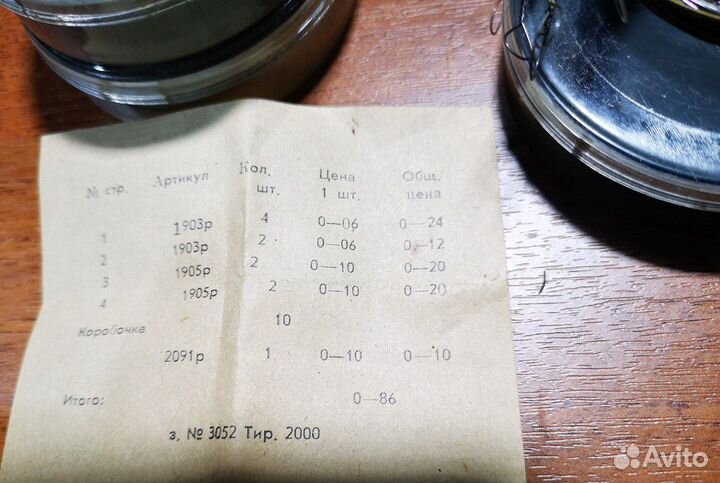 № стр. Артикул Кол. шт. Цена 1 шт. Общ. цена
1 1903р 4 0—06 0—24
2 1903р 2 0—06 0—12
3 1905р 2 0—10 0—20
4 1905р 2 0—10 0—20
Коробочка 10
2091р 1 0—10 0—10
Итого: 0—86
з. № 3052 Тир. 2000
Avito